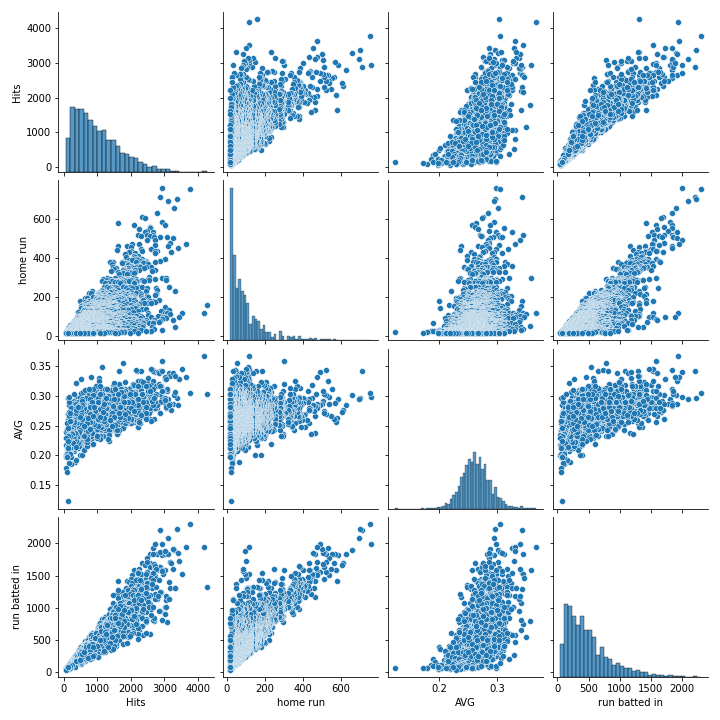 4000
3000
2000
1000
0
Hits
600
400
200
0
home run
0.35
0.30
0.25
0.20
0.15
AVG
2000
1500
1000
500
0
run batted in
0 1000 2000 3000 4000
0 200 400 600
0.2 0.3
0 500 1000 1500 2000
Hits
home run
AVG
run batted in